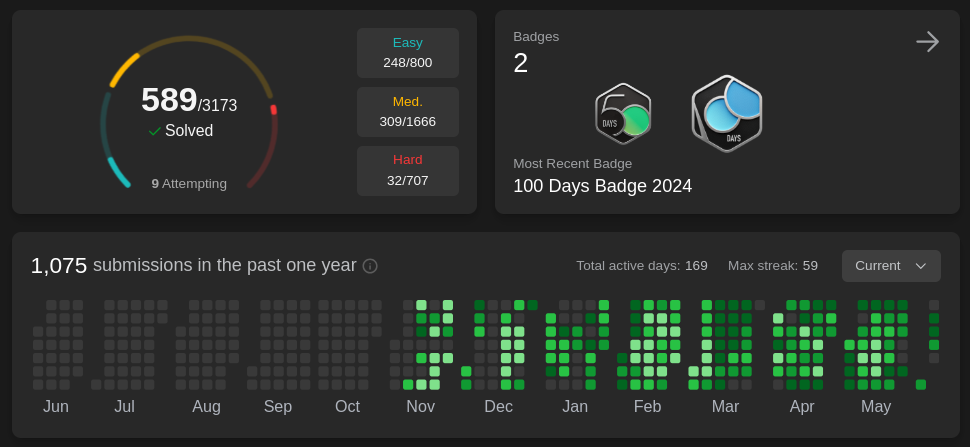 Easy
248/800
589/3173
Solved
Med.
309/1666
Hard
32/707
9 Attempting
Badges
2
DAYS
DAYS
Most Recent Badge
100 Days Badge 2024
1,075 submissions in the past one year
Total active days: 169 Max streak: 59 Current
Jun Jul Aug Sep Oct Nov Dec Jan Feb Mar Apr May